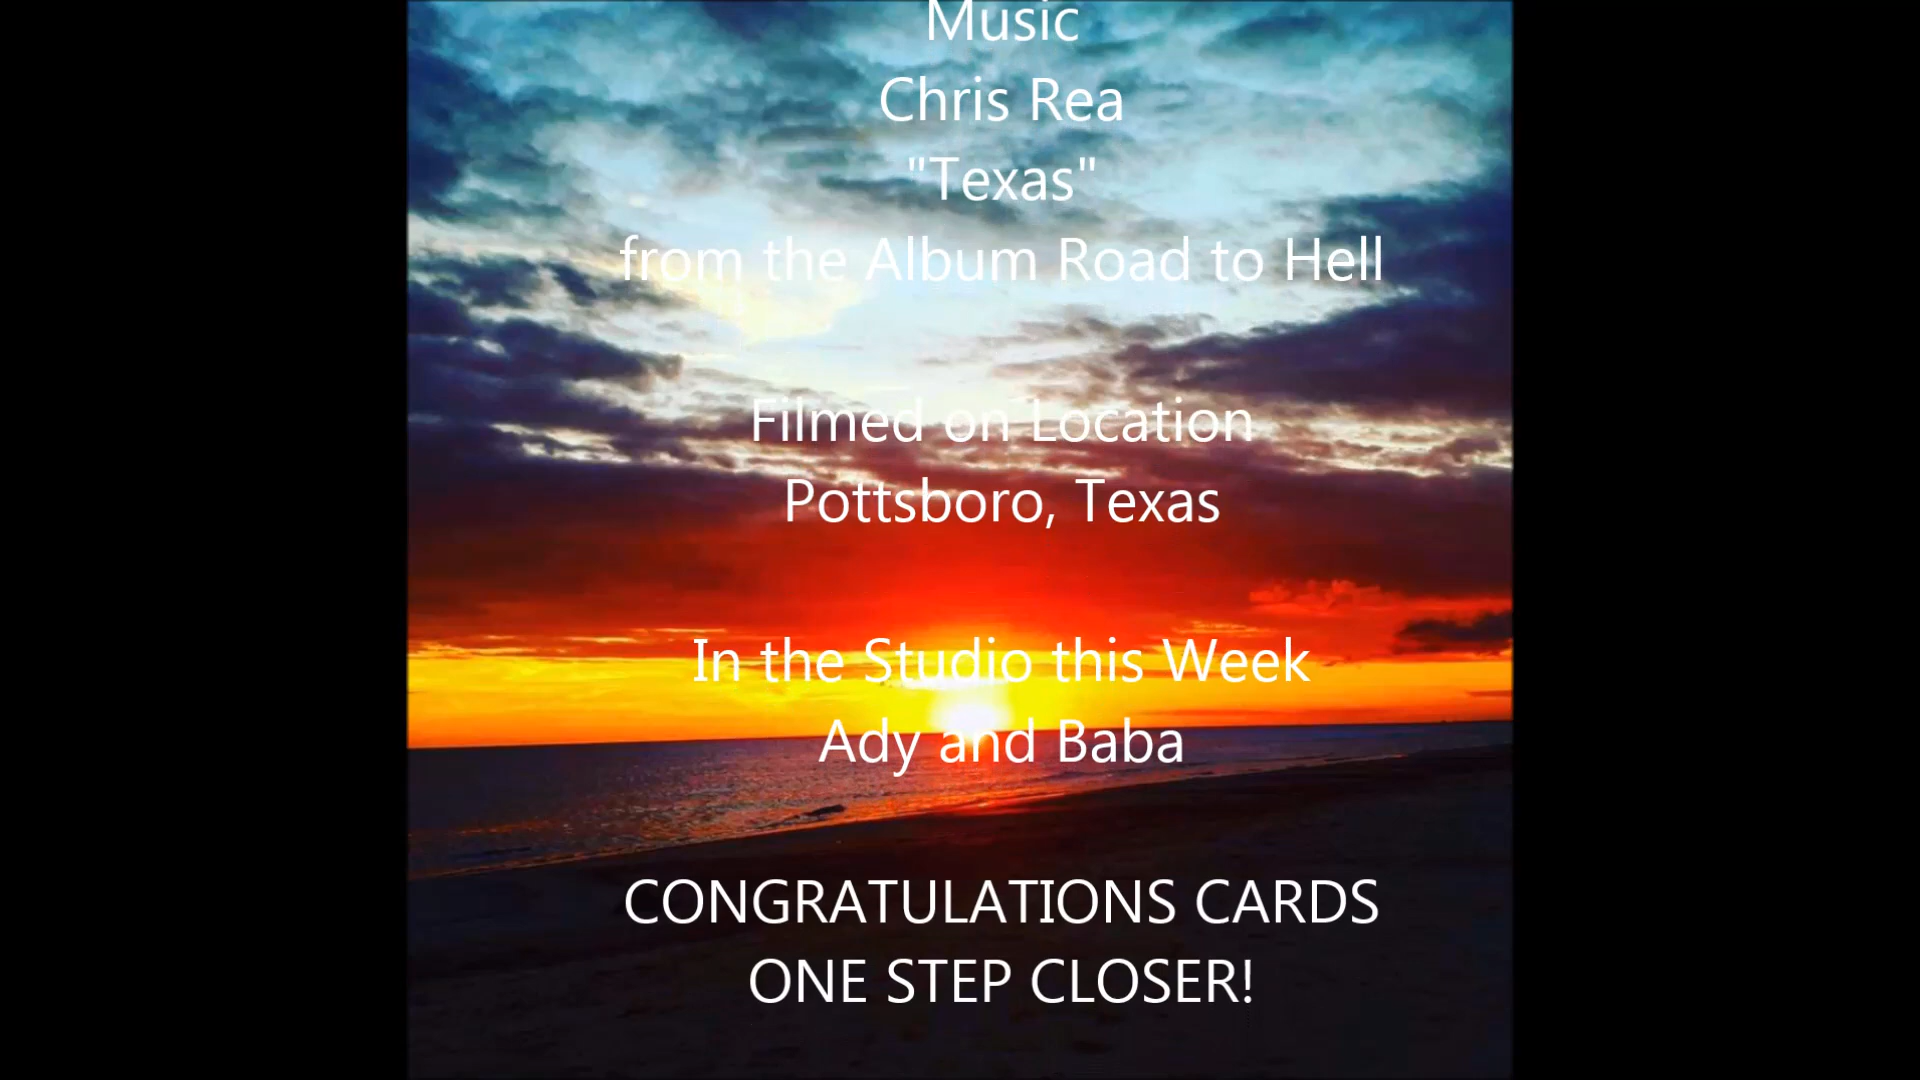 Music
Chris Rea
"Texas"
from the Album Road to Hell
Filmed on Location
Pottsboro, Texas
In the Studio this Week
Ady and Baba
CONGRATULATIONS CARDS
ONE STEP CLOSER!